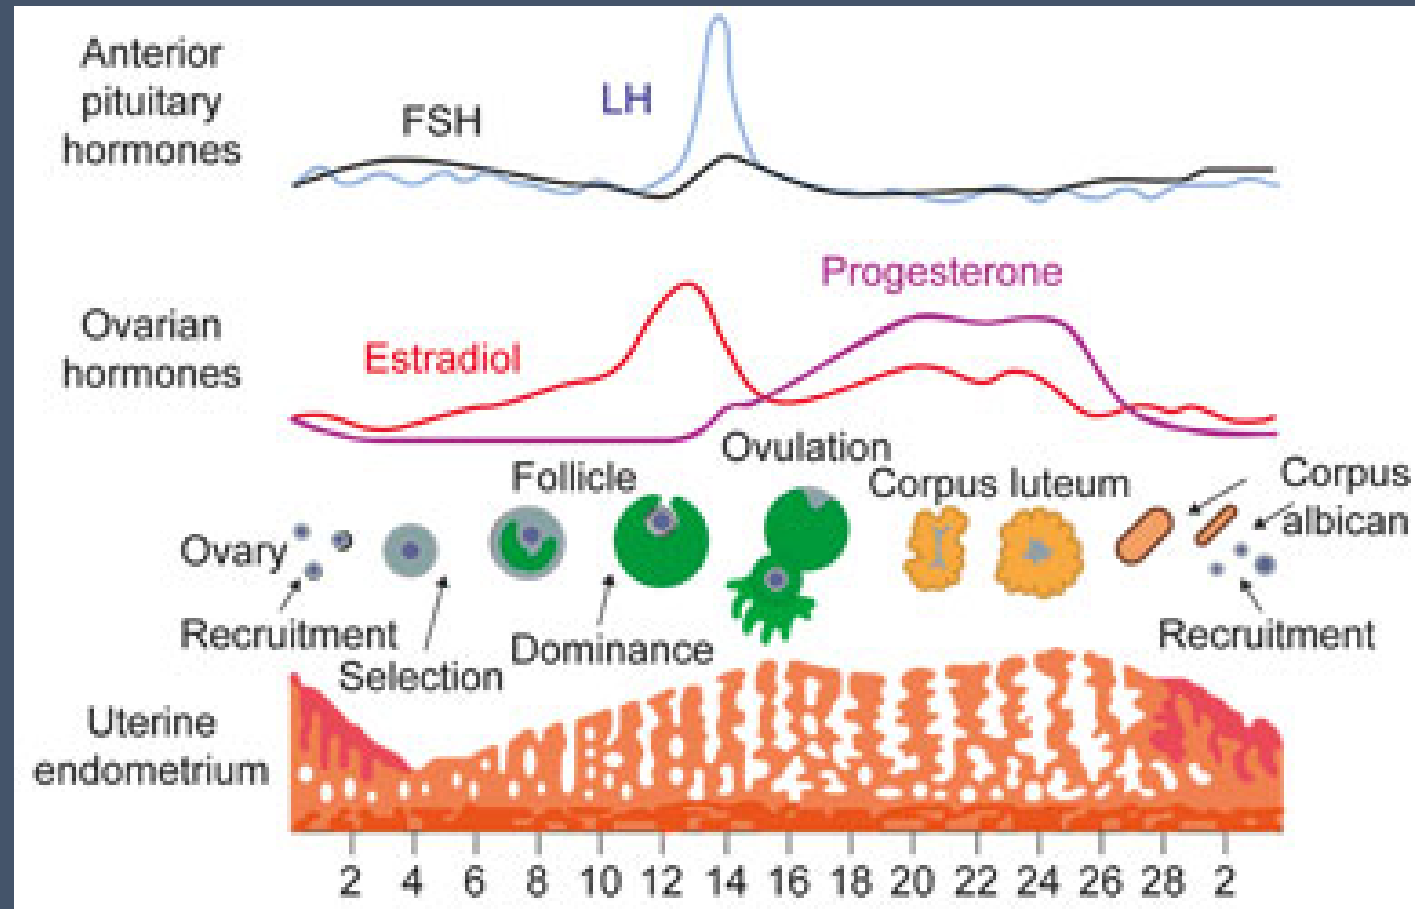 Anterior
pituitary
hormones
FSH
LH
Progesterone
Ovarian
hormones
Estradiol
Ovulation
Follicle
Corpus luteum
Corpus
albican
Ovary
Recruitment
Selection
Dominance
Recruitment
Uterine
endometrium
2 4 6 8 10 12 14 16 18 20 22 24 26 28 2